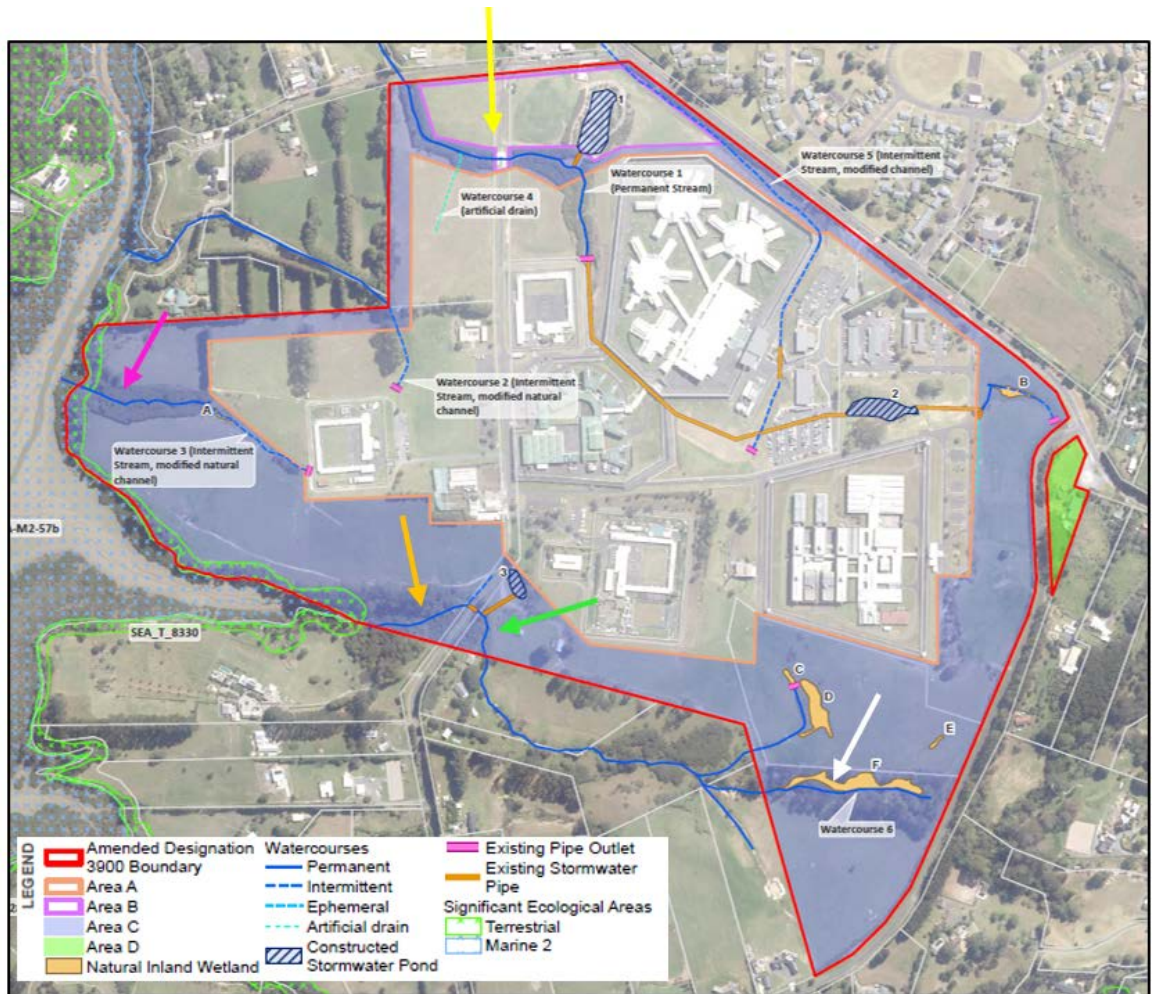 1
Watercourse 5 (Intermittent
Stream, modified channel)
Watercourse 1
(Permanent Stream)
Watercourse 4
(artificial drain)
Watercourse 2 (Intermittent
Stream, modified natural
channel)
B
2
A
Watercourse 3 (Intermittent
Stream, modified natural
channel)
-M2-57b
3
SEA_T_8330
C
D
E
F
Watercourse 6
LEGEND
Amended Designation
3900 Boundary
Area A
Area B
Area C
Area D
Natural Inland Wetland
Watercourses
Permanent
Intermittent
Ephemeral
Artificial drain
Constructed
Stormwater Pond
Existing Pipe Outlet
Existing Stormwater
Pipe
Significant Ecological Areas
Terrestrial
Marine 2